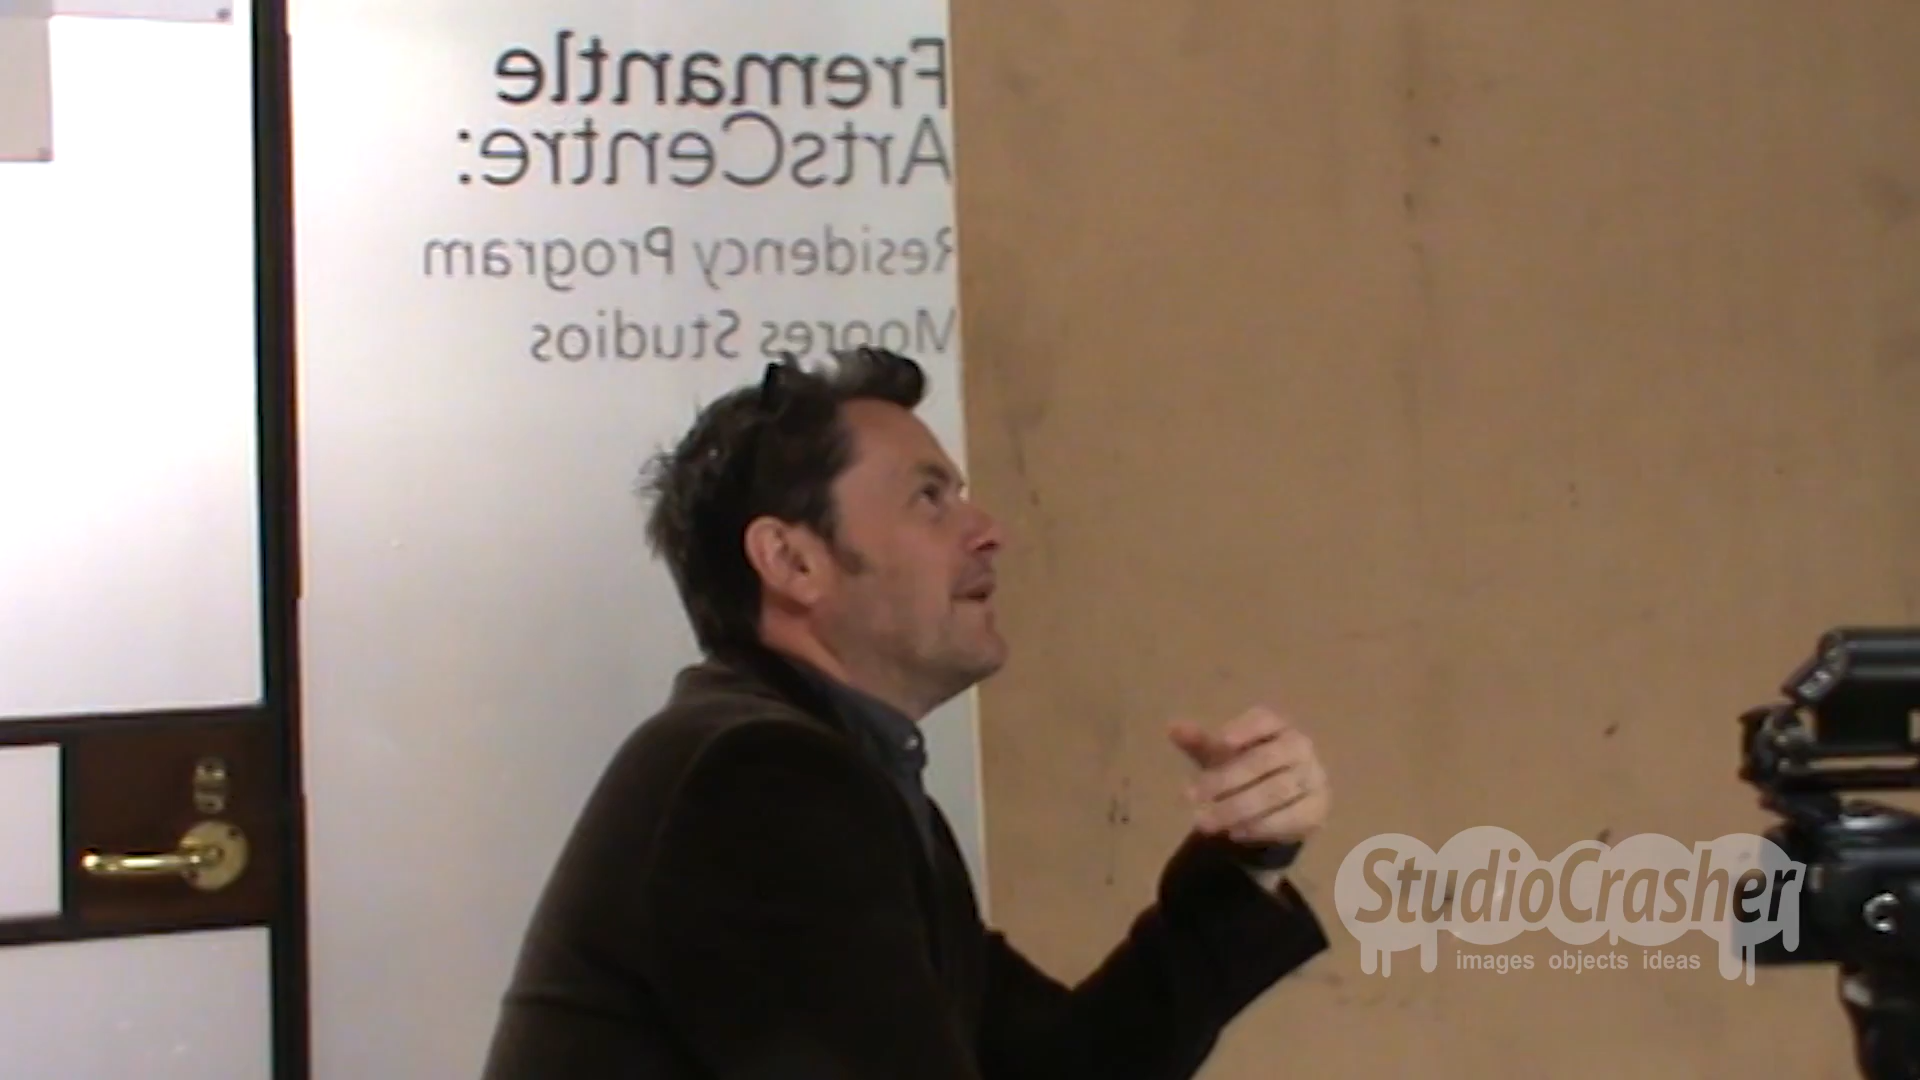 Fremantle
ArtsCentre:
Residency Program
Moores Studios
StudioCrasher
images objects ideas